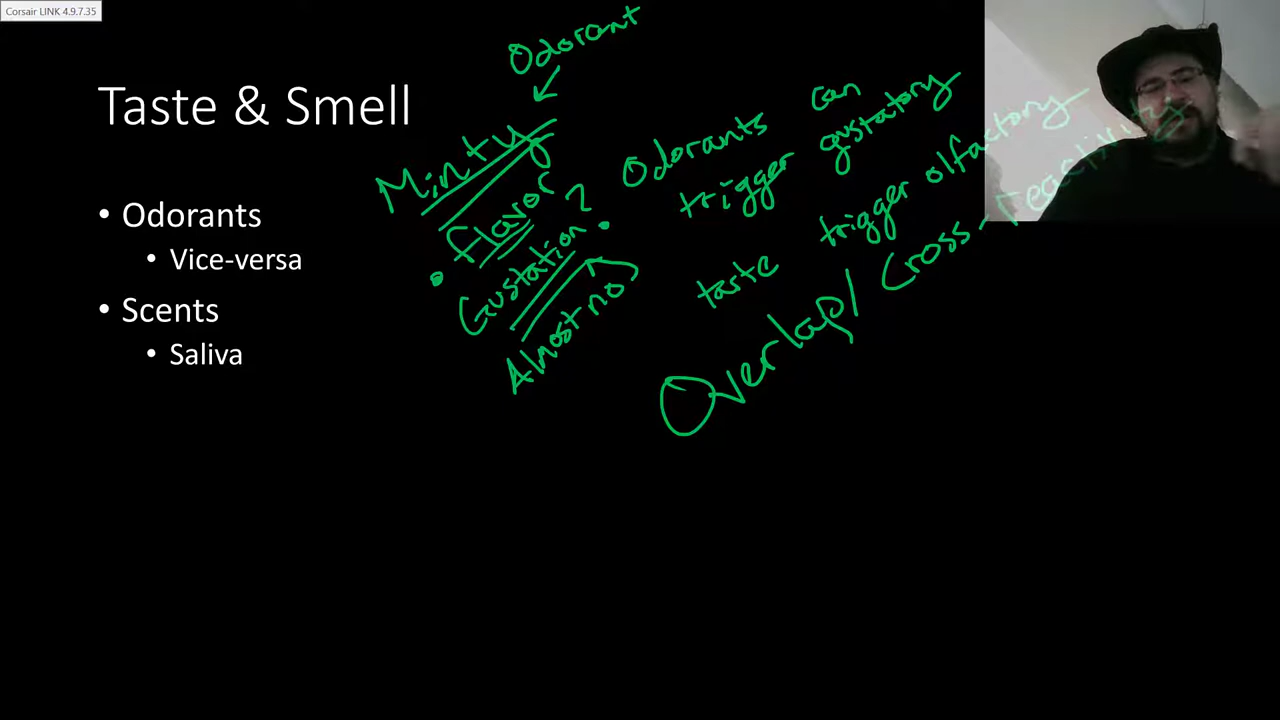 Corsair LINK 4.9.7.35
Taste & Smell
• Odorants
• Vice-versa
• Scents
• Saliva
Odorant
Minty
• flavor
Gustation?
Almost no
Odorants can
trigger gustatory
taste trigger olfactory
Overlap/Cross-reactivity